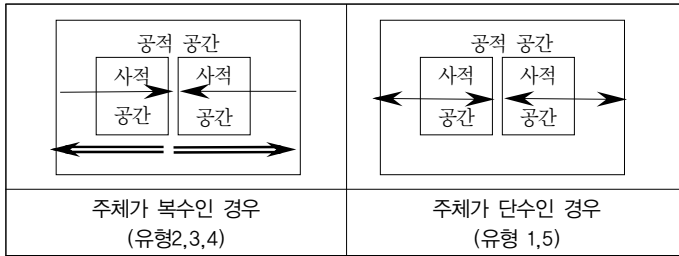 공적 공간
사적 사적
공간 공간
주체가 복수인 경우
(유형2,3,4)
공적 공간
사적 사적
공간 공간
주체가 단수인 경우
(유형 1,5)